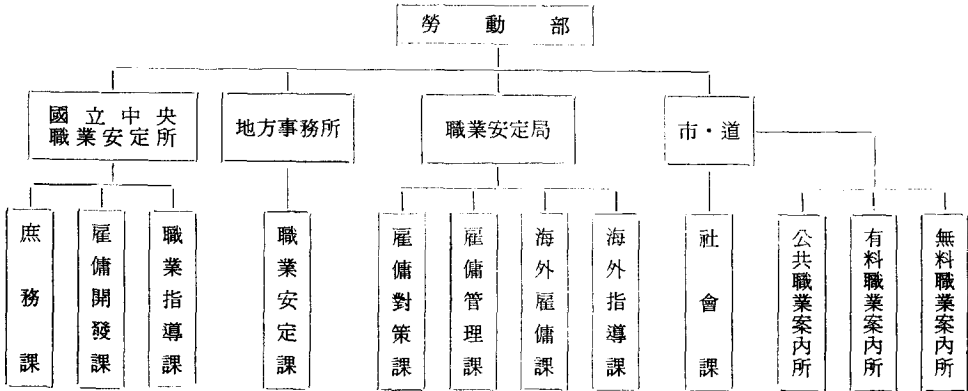 勞動部
國立中央
職業安定所
地方事務所
職業安定局
市・道
庶務課
雇傭開發課
職業指導課
職業安定課
雇傭對策課
雇傭管理課
海外雇傭課
海外指導課
社會課
公共職業案內所
有料職業案內所
無料職業案內所